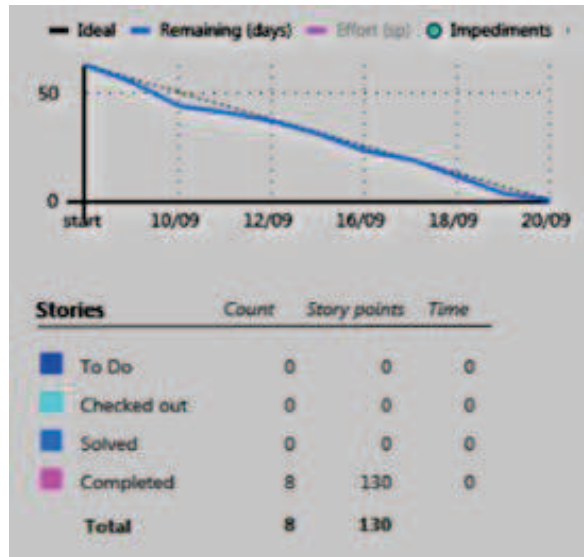 Ideal Remaining (days) Effort (sp) Impediments
50
0
start 10/09 12/09 16/09 18/09 20/09
Stories Count Story points Time
To Do 0 0 0
Checked out 0 0 0
Solved 0 0 0
Completed 8 130 0
Total 8 130